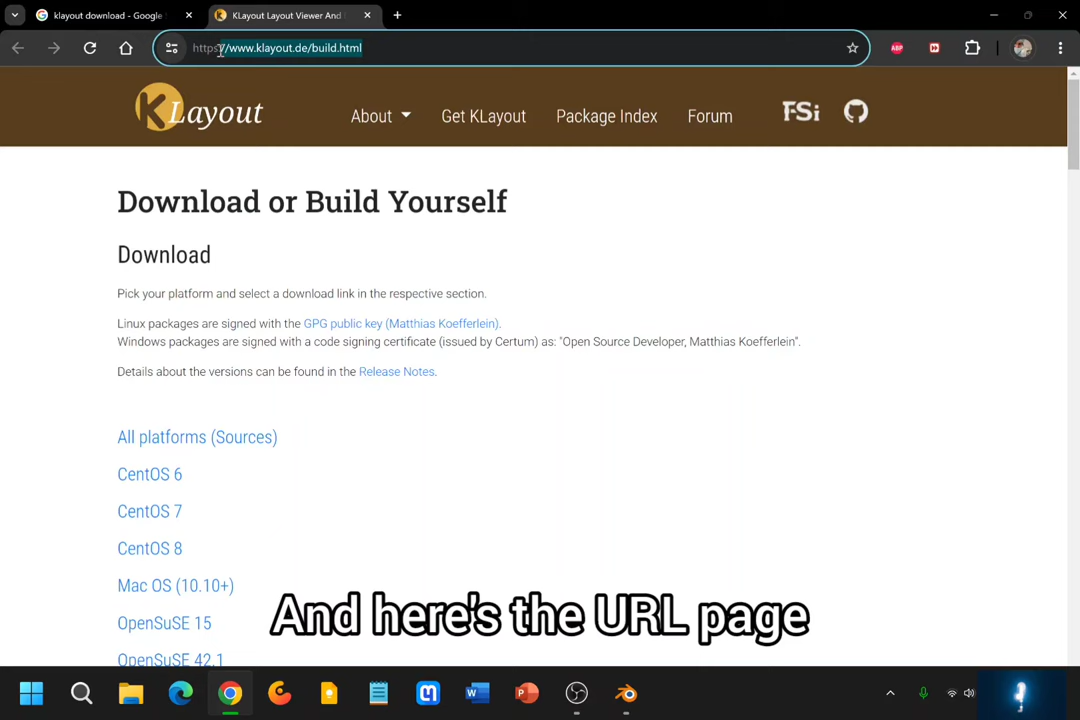 klayout download - Google
KLayout Layout Viewer And
https://www.klayout.de/build.html
ABP
KLayout
About
Get KLayout
Package Index
Forum
FSi
Download or Build Yourself
Download
Pick your platform and select a download link in the respective section.
Linux packages are signed with the GPG public key (Matthias Koefferlein).
Windows packages are signed with a code signing certificate (issued by Certum) as: "Open Source Developer, Matthias Koefferlein".
Details about the versions can be found in the Release Notes.
All platforms (Sources)
CentOS 6
CentOS 7
CentOS 8
Mac OS (10.10+)
OpenSuSE 15
OpenSuSE 42.1
And here's the URL page